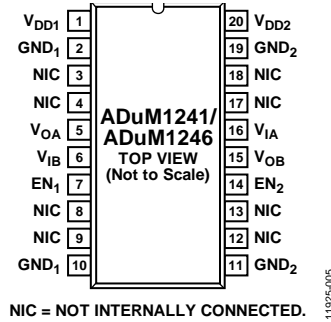 VDD1 1 20 VDD2
GND1 2 19 GND2
NIC 3 18 NIC
NIC 4 17 NIC
VOA 5 16 VIA
VIB 6 15 VOB
EN1 7 14 EN2
NIC 8 13 NIC
NIC 9 12 NIC
GND1 10 11 GND2
ADuM1241/
ADuM1246
TOP VIEW
(Not to Scale)
NIC = NOT INTERNALLY CONNECTED.
11925-005